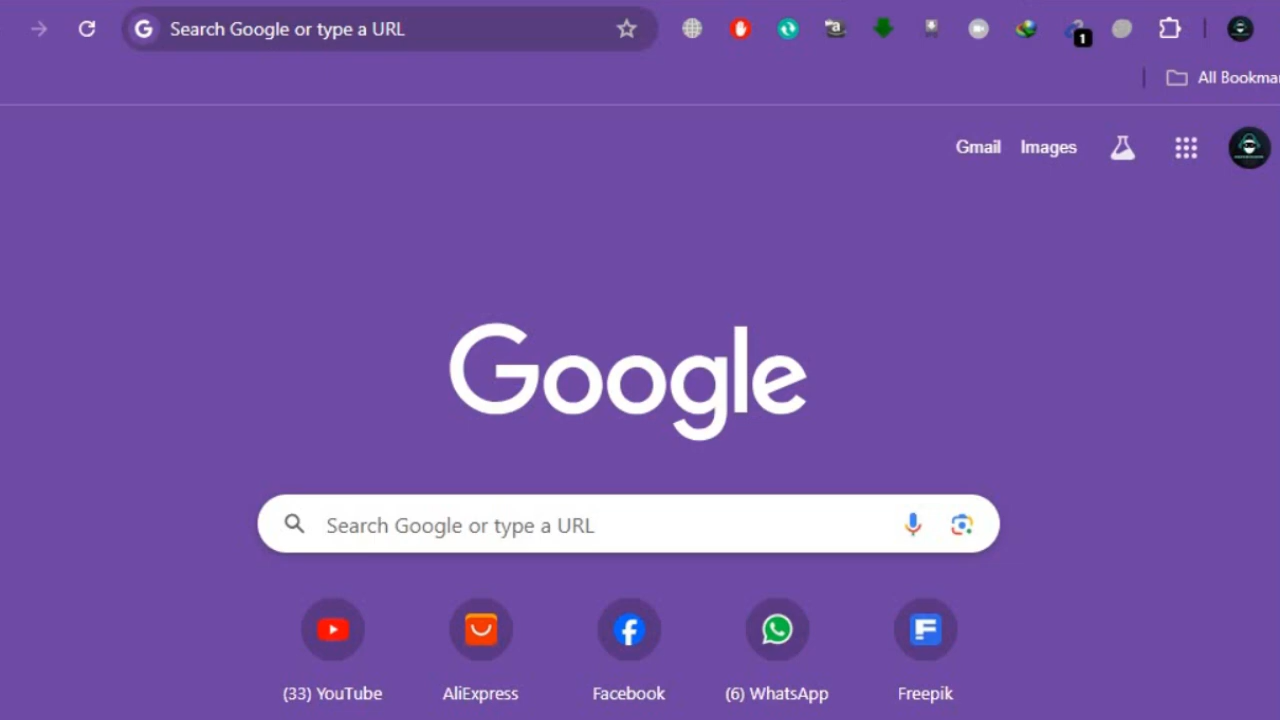 Search Google or type a URL
1
All Bookmar
Gmail Images
Google
Search Google or type a URL
(33) YouTube AliExpress Facebook (6) WhatsApp Freepik